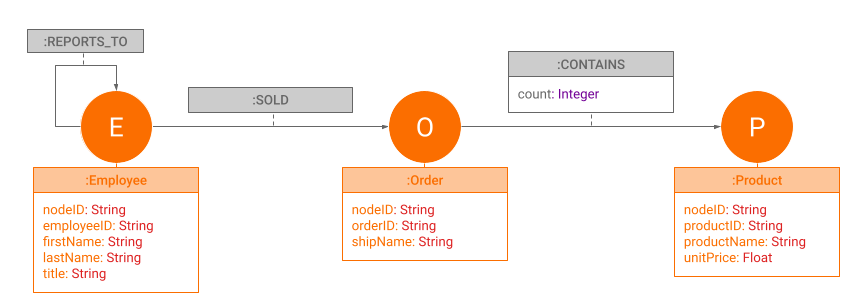 :REPORTS_TO
:SOLD
:CONTAINS
count: Integer
E
O
P
:Employee
nodeID: String
employeeID: String
firstName: String
lastName: String
title: String
:Order
nodeID: String
orderID: String
shipName: String
:Product
nodeID: String
productID: String
productName: String
unitPrice: Float